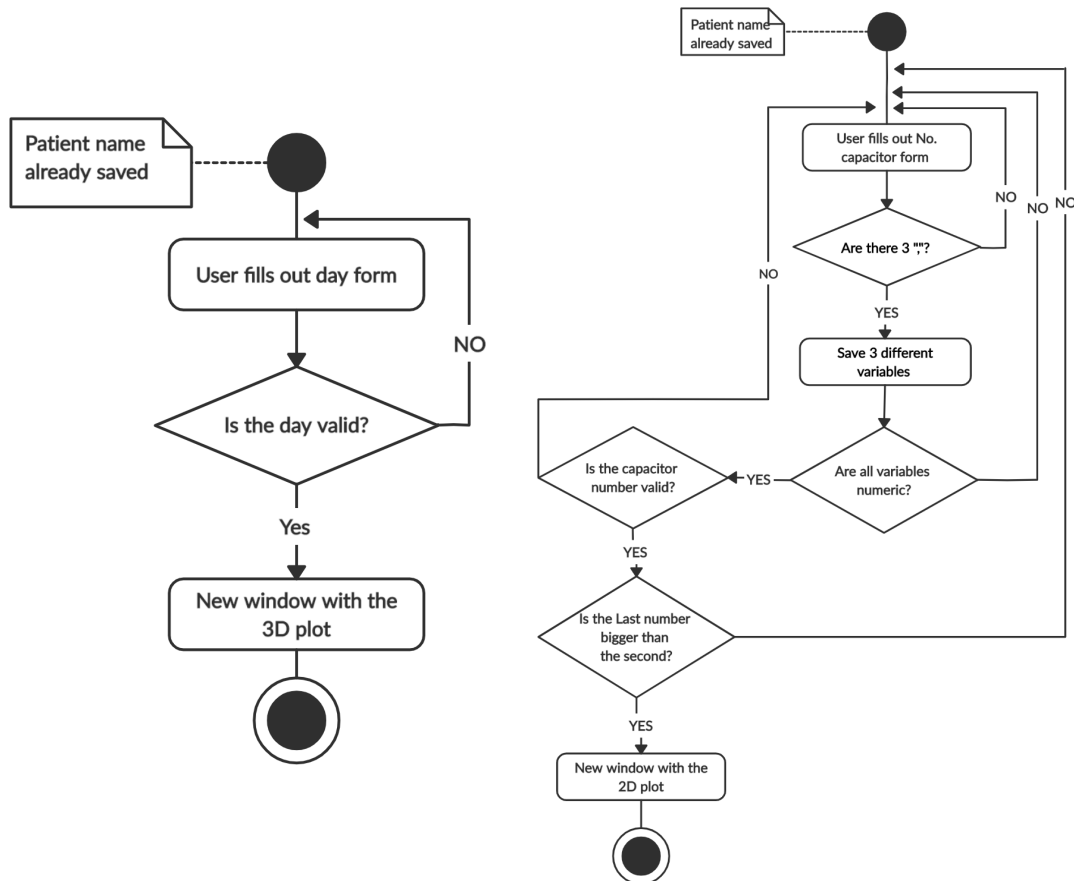 Patient name
already saved
User fills out day form
NO
Is the day valid?
Yes
New window with the
3D plot
Patient name
already saved
User fills out No.
capacitor form
NO
NO
NO
Are there 3 ","?
NO
YES
Save 3 different
variables
Is the capacitor
number valid?
YES
Are all variables
numeric?
YES
Is the Last number
bigger than
the second?
YES
New window with the
2D plot